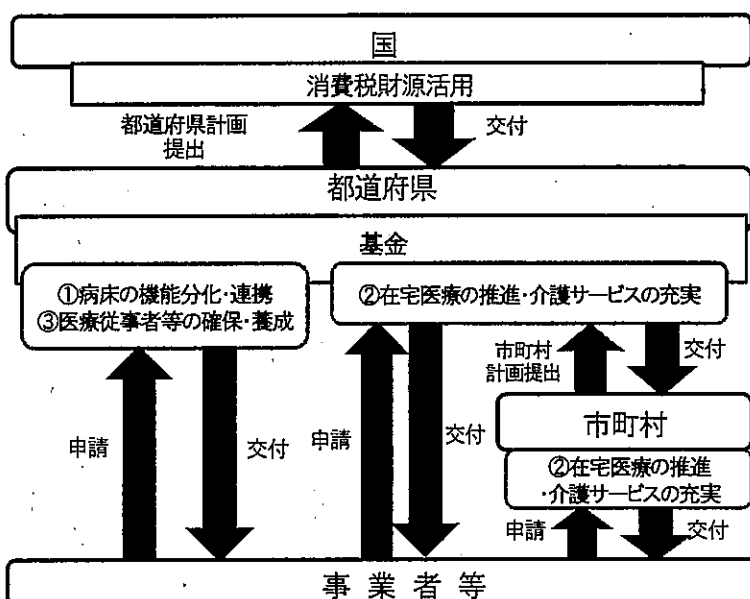 国
消費税財源活用
都道府県計画
提出
交付
都道府県
基金
①病床の機能分化・連携
③医療従事者等の確保・養成
②在宅医療の推進・介護サービスの充実
市町村
計画提出
交付
申請
交付
申請
交付
市町村
②在宅医療の推進
・介護サービスの充実
申請
交付
事業者等